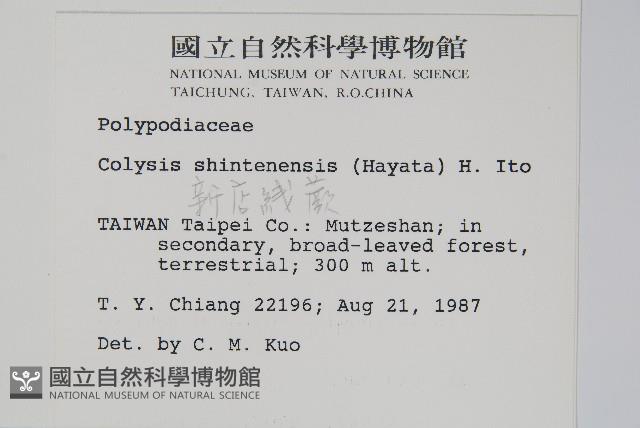 國立自然科學博物館
NATIONAL MUSEUM OF NATURAL SCIENCE
TAICHUNG, TAIWAN, R.O.CHINA
Polypodiaceae
Colysis shintenensis (Hayata) H. Ito
新店線蕨
TAIWAN Taipei Co.: Mutzeshan; in
secondary, broad-leaved forest,
terrestrial; 300 m alt.
T. Y. Chiang 22196; Aug 21, 1987
Det. by C. M. Kuo
國立自然科學博物館
NATIONAL MUSEUM OF NATURAL SCIENCE